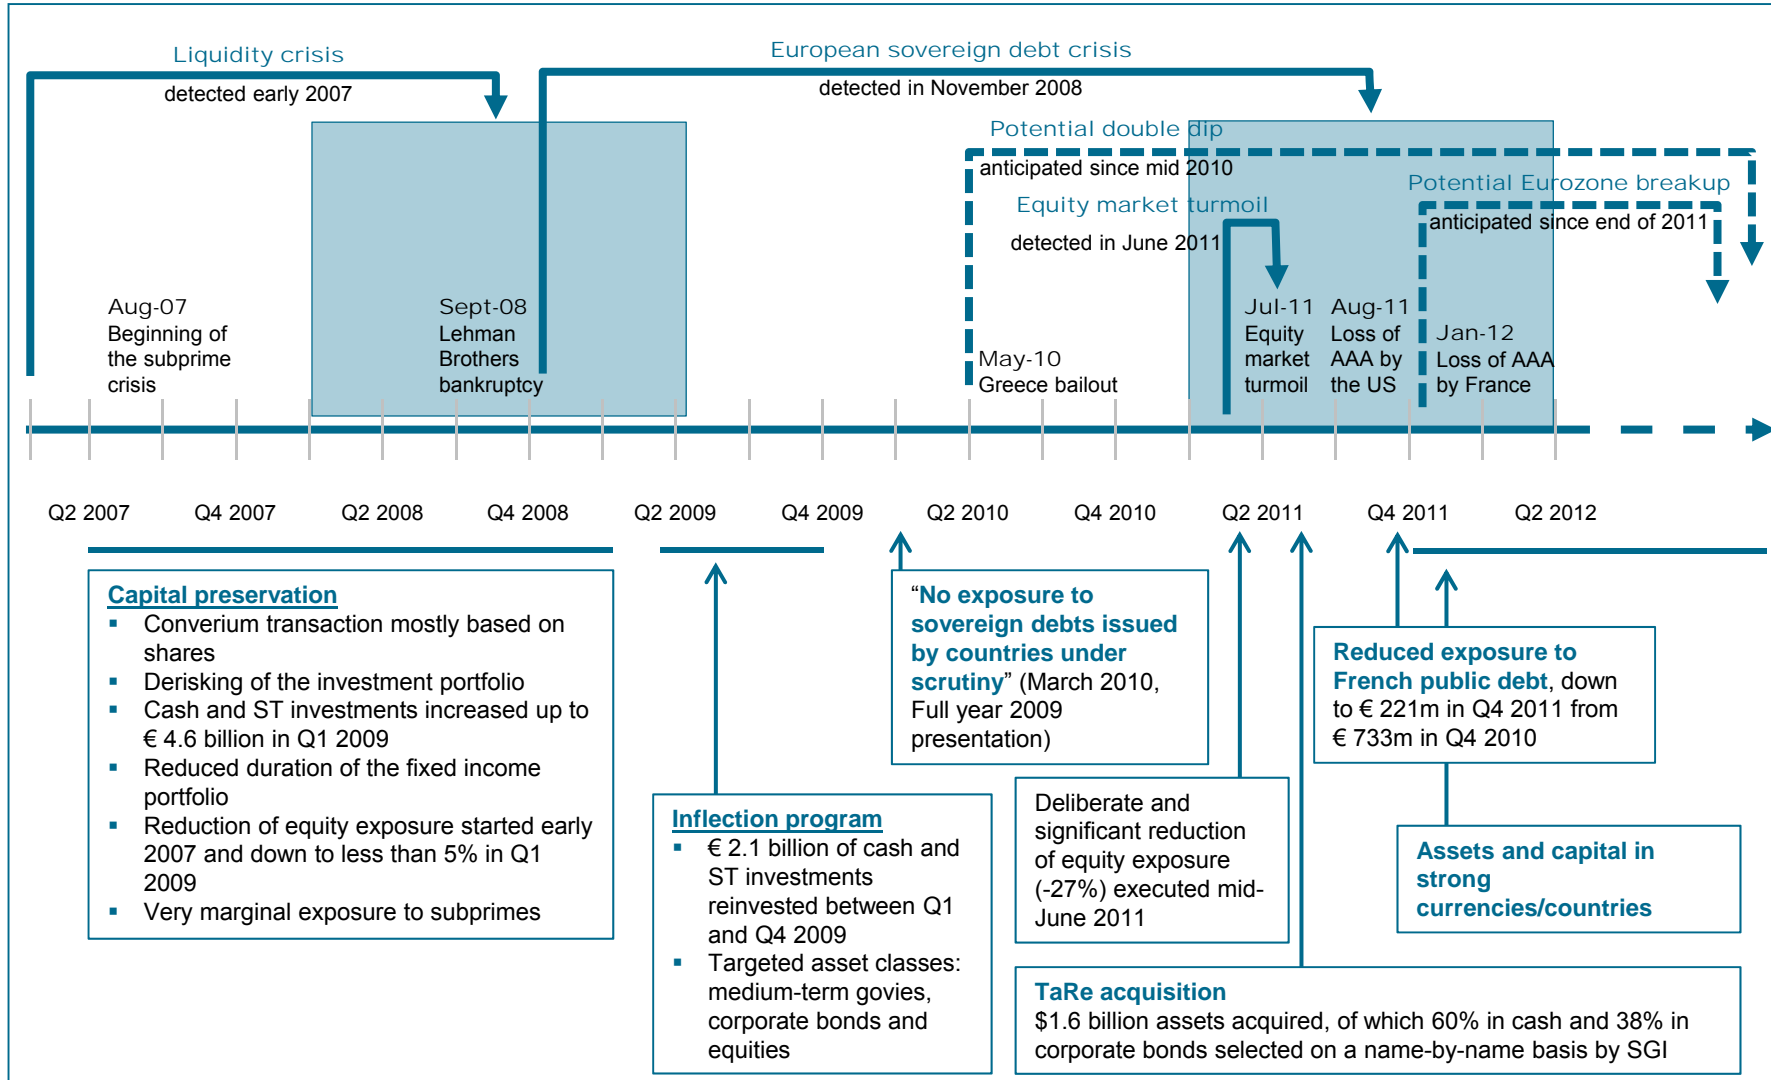 Liquidity crisis
detected early 2007
European sovereign debt crisis
detected in November 2008
Potential double dip
anticipated since mid 2010
Potential Eurozone breakup
anticipated since end of 2011
Equity market turmoil
detected in June 2011
Aug-07
Beginning of
the subprime
crisis
Sept-08
Lehman
Brothers
bankruptcy
May-10
Greece bailout
Jul-11
Equity
market
turmoil
Aug-11
Loss of
AAA by
the US
Jan-12
Loss of AAA
by France
Q2 2007 Q4 2007 Q2 2008 Q4 2008 Q2 2009 Q4 2009 Q2 2010 Q4 2010 Q2 2011 Q4 2011 Q2 2012
Capital preservation
▪ Converium transaction mostly based on
shares
▪ Derisking of the investment portfolio
▪ Cash and ST investments increased up to
€ 4.6 billion in Q1 2009
▪ Reduced duration of the fixed income
portfolio
▪ Reduction of equity exposure started early
2007 and down to less than 5% in Q1
2009
▪ Very marginal exposure to subprimes
Inflection program
▪ € 2.1 billion of cash and
ST investments
reinvested between Q1
and Q4 2009
▪ Targeted asset classes:
medium-term govies,
corporate bonds and
equities
“No exposure to
sovereign debts issued
by countries under
scrutiny” (March 2010,
Full year 2009
presentation)
Deliberate and
significant reduction
of equity exposure
(-27%) executed mid-
June 2011
Reduced exposure to
French public debt, down
to € 221m in Q4 2011 from
€ 733m in Q4 2010
Assets and capital in
strong
currencies/countries
TaRe acquisition
$1.6 billion assets acquired, of which 60% in cash and 38% in
corporate bonds selected on a name-by-name basis by SGI